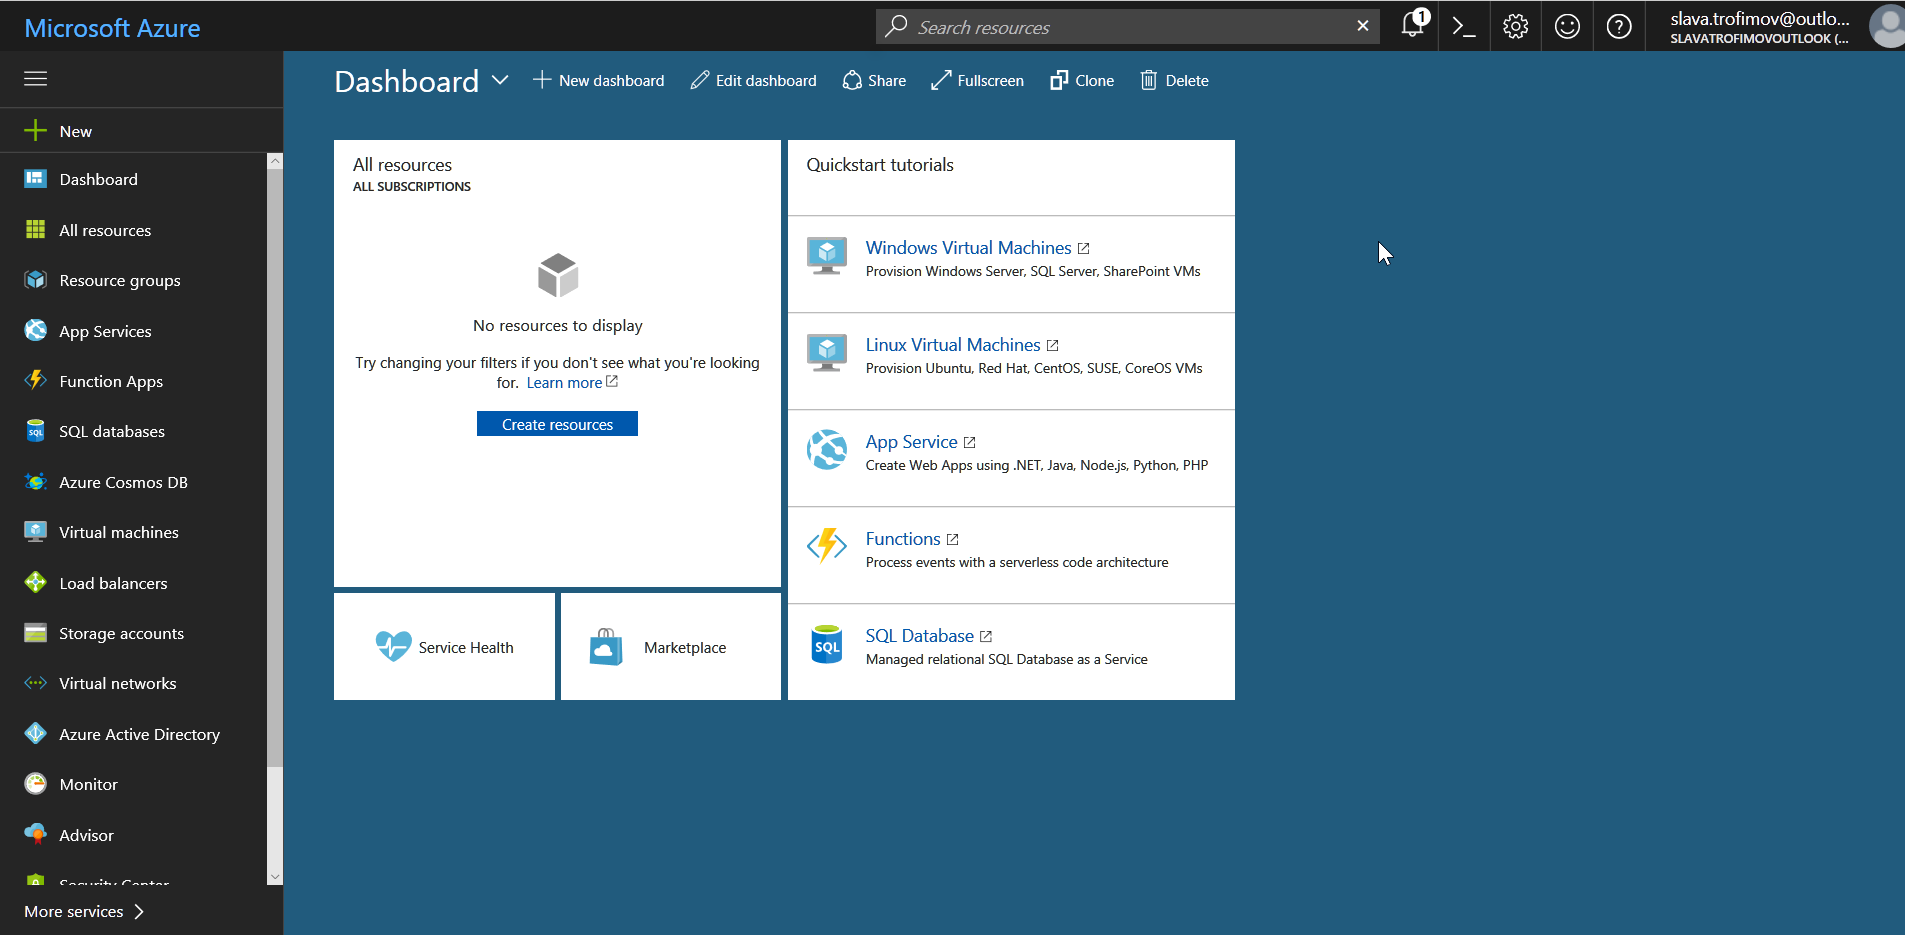 Microsoft Azure
Search resources
1
slava.trofimov@outlo...
SLAVATROFIMOVOUTLOOK (...
Dashboard
New dashboard
Edit dashboard
Share
Fullscreen
Clone
Delete
New
Dashboard
All resources
Resource groups
App Services
Function Apps
SQL databases
SQL
Azure Cosmos DB
Virtual machines
Load balancers
Storage accounts
Virtual networks
Azure Active Directory
Monitor
Advisor
Security Center
More services
All resources
ALL SUBSCRIPTIONS
No resources to display
Try changing your filters if you don't see what you're looking
for. Learn more
Create resources
Service Health
Marketplace
Quickstart tutorials
Windows Virtual Machines
Provision Windows Server, SQL Server, SharePoint VMs
Linux Virtual Machines
Provision Ubuntu, Red Hat, CentOS, SUSE, CoreOS VMs
App Service
Create Web Apps using .NET, Java, Node.js, Python, PHP
Functions
Process events with a serverless code architecture
SQL
SQL Database
Managed relational SQL Database as a Service